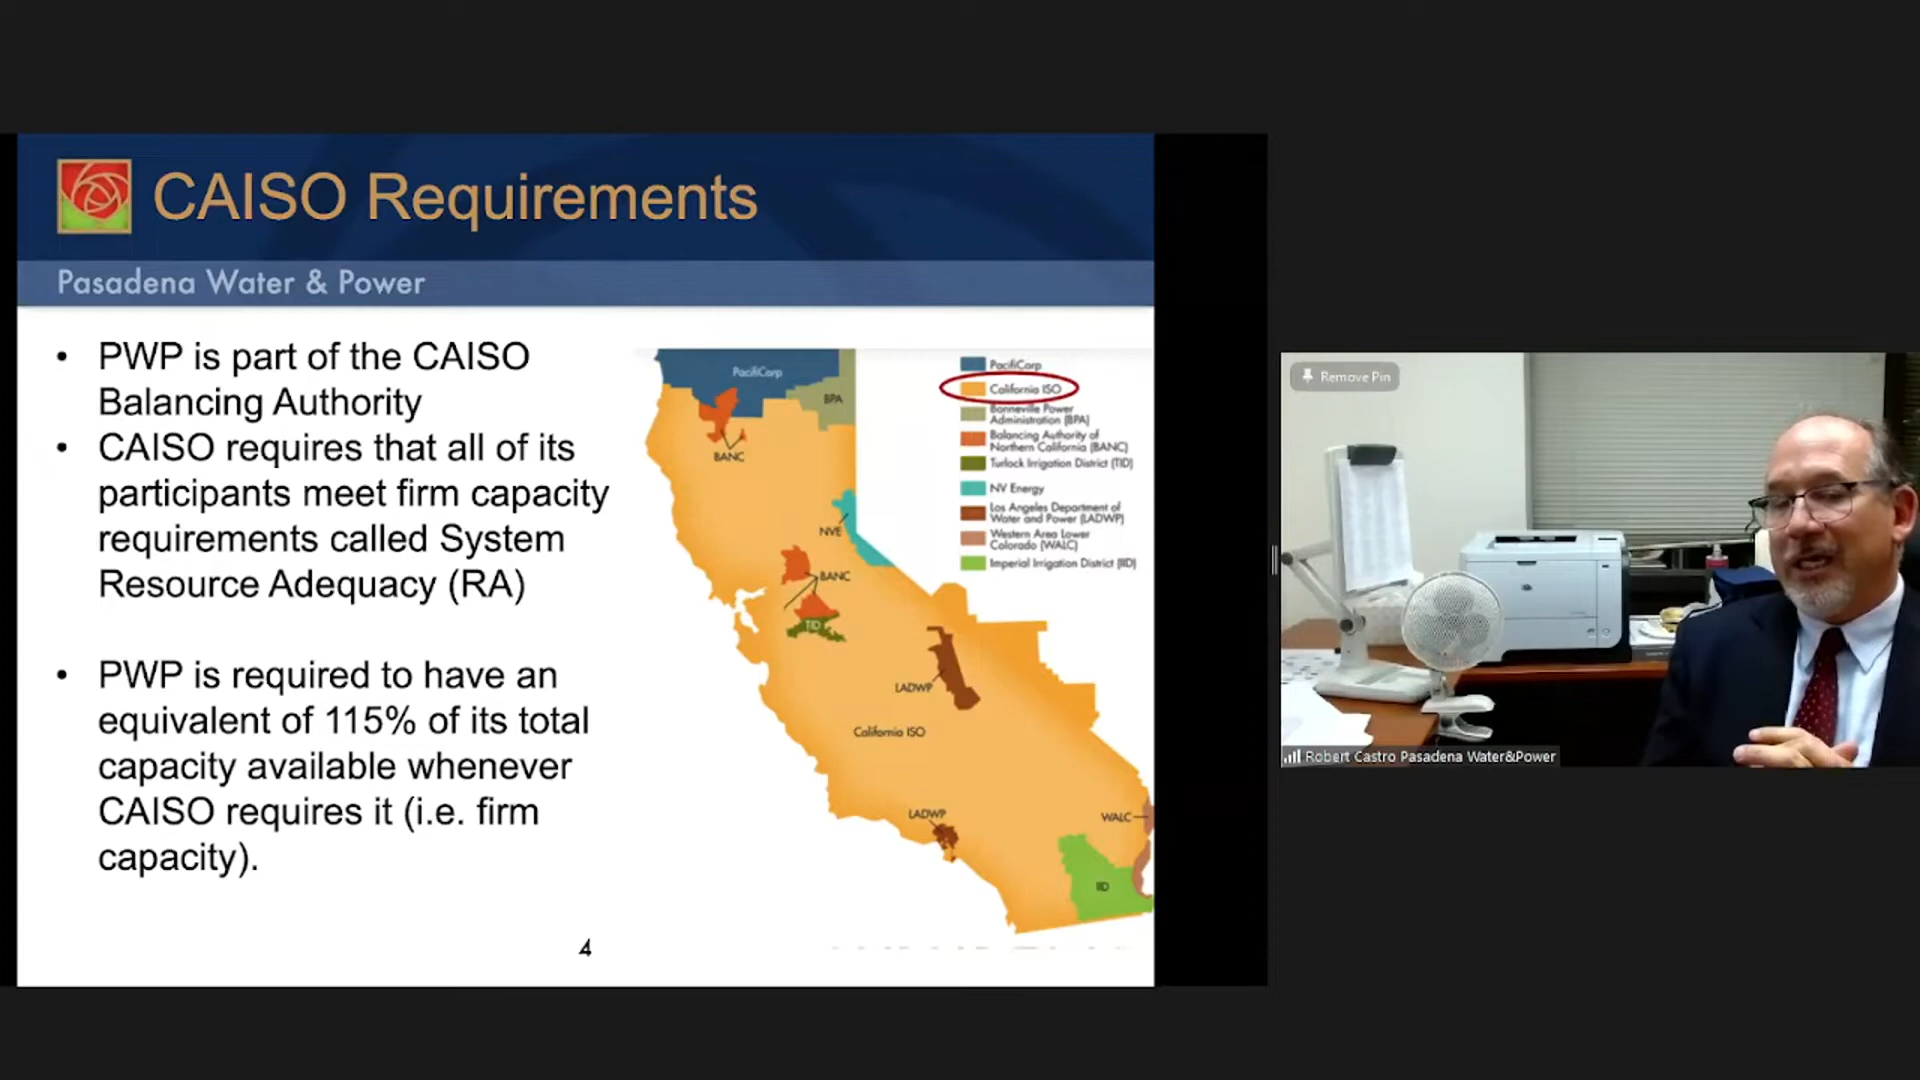 CAISO Requirements
Pasadena Water & Power
• PWP is part of the CAISO
Balancing Authority
• CAISO requires that all of its
participants meet firm capacity
requirements called System
Resource Adequacy (RA)
• PWP is required to have an
equivalent of 115% of its total
capacity available whenever
CAISO requires it (i.e. firm
capacity).
4
PacifiCorp
BPA
BANC
NVE
BANC
TID
LADWP
California ISO
LADWP
WALC
IID
PacifiCorp
California ISO
Bonneville Power
Administration (BPA)
Balancing Authority of
Northern California (BANC)
Turlock Irrigation District (TID)
NV Energy
Los Angeles Department of
Water and Power (LADWP)
Western Area Lower
Colorado (WALC)
Imperial Irrigation District (IID)
Remove Pin
Robert Castro Pasadena Water&Power